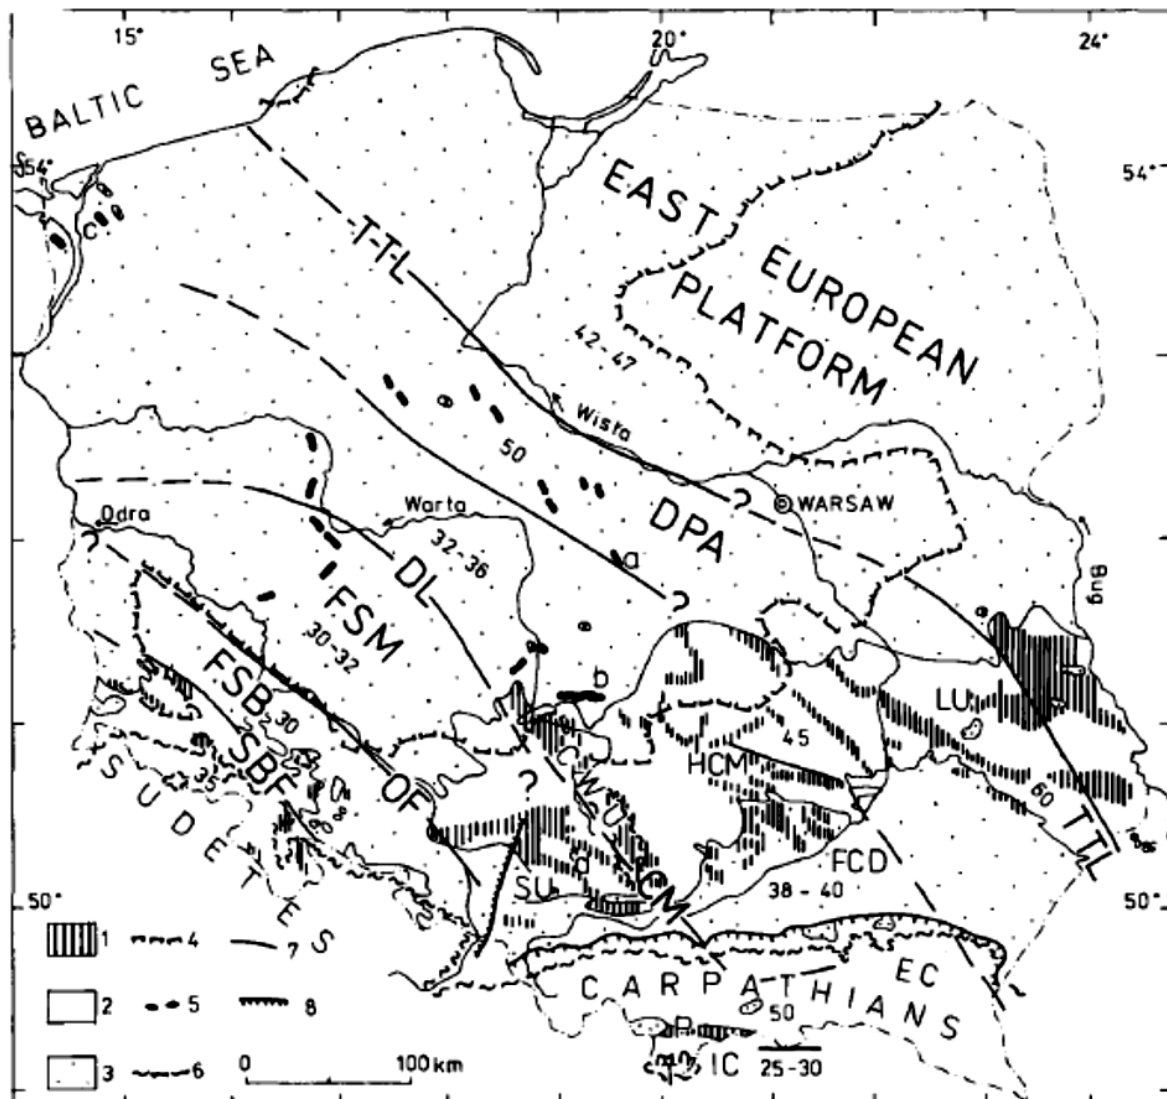 15°
20°
24°
BALTIC SEA
54°
54°
EAST
EUROPEAN
PLATFORM
T-T-L
42-47
c
Wisła
50
WARSAW
DPA
Odra
?
Warta
32-36
?
a
DL
FSM
30-32
?
Bug
b
LU
FSB
30
SBF
35
OF
SUDETES
CWU
?
45
HCM
60
TTL
d
SU
CM
FCD
38-40
50°
50°
EC
CARPATHIANS
50
P
IC
25-30
1
4
7
2
5
8
3
6
0
100 km